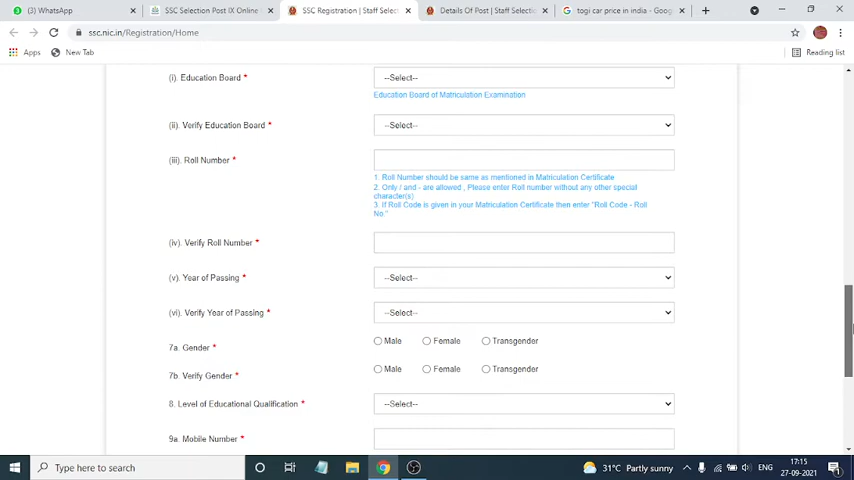 (3) WhatsApp
SSC Selection Post IX Online
SSC Registration | Staff Selec
Details Of Post | Staff Selectio
togi car price in india - Goog
ssc.nic.in/Registration/Home
Apps
New Tab
Reading list
(i). Education Board *
--Select--
Education Board of Matriculation Examination
(ii). Verify Education Board *
--Select--
(iii). Roll Number *
1. Roll Number should be same as mentioned in Matriculation Certificate
2. Only / and - are allowed , Please enter Roll number without any other special
character(s)
3. If Roll Code is given in your Matriculation Certificate then enter "Roll Code - Roll
No "
(iv). Verify Roll Number *
(v). Year of Passing *
--Select--
(vi). Verify Year of Passing *
--Select--
7a. Gender *
Male Female Transgender
7b. Verify Gender *
Male Female Transgender
8. Level of Educational Qualification *
--Select--
9a. Mobile Number *
Type here to search
31°C Partly sunny
ENG
17:15
27-09-2021